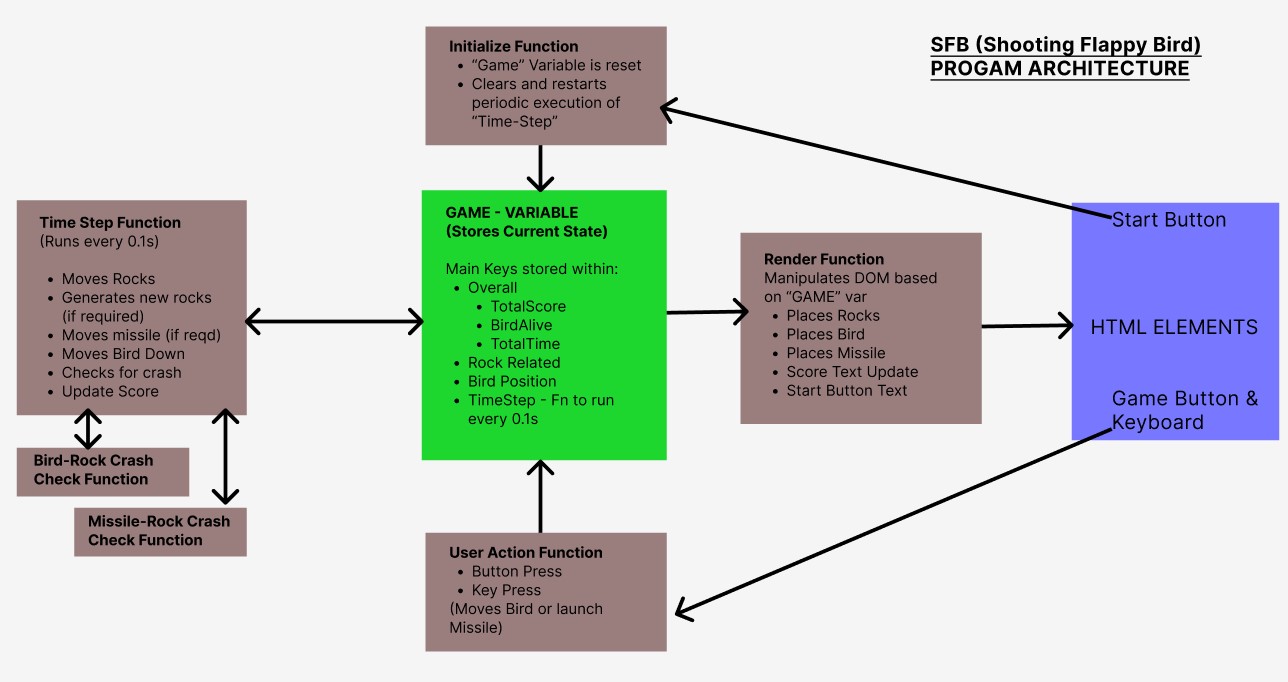 SFB (Shooting Flappy Bird)
PROGAM ARCHITECTURE
Initialize Function
• “Game” Variable is reset
• Clears and restarts
periodic execution of
“Time-Step”
Time Step Function
(Runs every 0.1s)
• Moves Rocks
• Generates new rocks
(if required)
• Moves missile (if reqd)
• Moves Bird Down
• Checks for crash
• Update Score
Bird-Rock Crash
Check Function
Missile-Rock Crash
Check Function
GAME - VARIABLE
(Stores Current State)
Main Keys stored within:
• Overall
• TotalScore
• BirdAlive
• TotalTime
• Rock Related
• Bird Position
• TimeStep - Fn to run
every 0.1s
User Action Function
• Button Press
• Key Press
(Moves Bird or launch
Missile)
Render Function
Manipulates DOM based
on “GAME” var
• Places Rocks
• Places Bird
• Places Missile
• Score Text Update
• Start Button Text
Start Button
HTML ELEMENTS
Game Button &
Keyboard